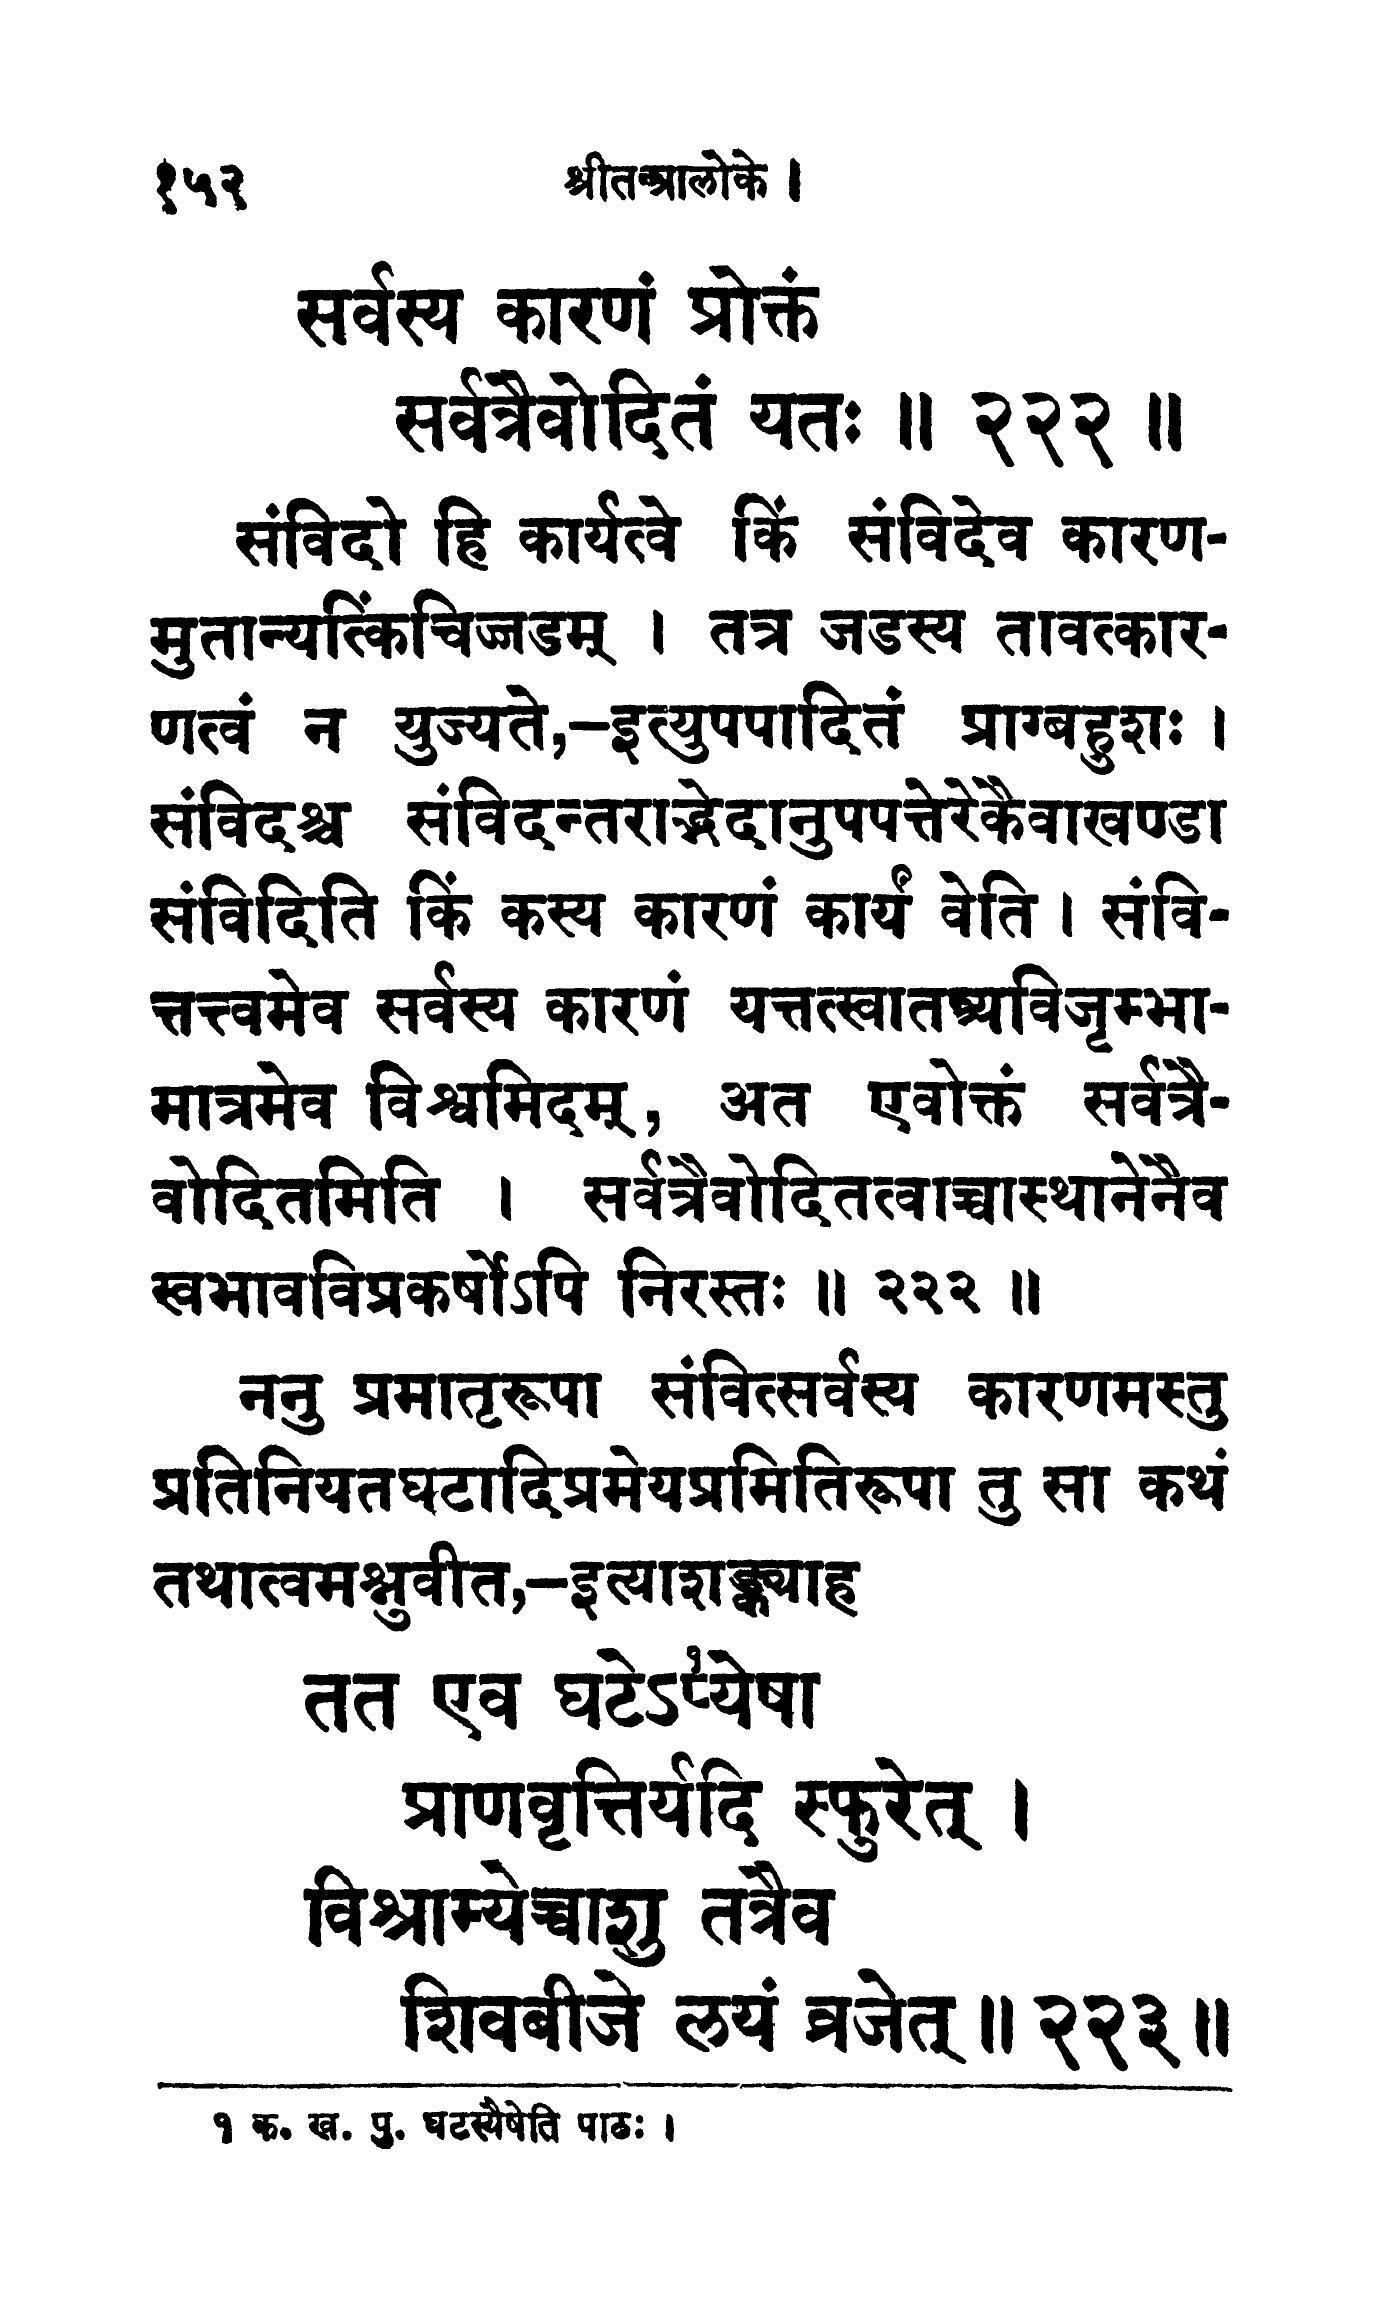 १५२ श्रीतन्त्रालोके ।
सर्वस्य कारणं प्रोक्तं
सर्वत्रैवोदितं यतः ॥ २२२ ॥
संविदो हि कार्यत्वे किं संविदेव कारण-
मुतान्यत्किंचिज्जडम् । तत्र जडस्य तावत्कार-
णत्वं न युज्यते,—इत्युपपादितं प्राग्बहुशः ।
संविदश्च संविदन्तराद्भेदानुपपत्तेरेकैवाखण्डा
संविदिति किं कस्य कारणं कार्यं वेति । संवि-
त्तत्त्वमेव सर्वस्य कारणं यत्तत्स्वातन्त्र्यविजृम्भा-
मात्रमेव विश्वमिदम्, अत एवोक्तं सर्वत्रै-
वोदितमिति । सर्वत्रैवोदितत्वाच्चास्थानेनैव
स्वभावविप्रकर्षोऽपि निरस्तः ॥ २२२ ॥
ननु प्रमातृरूपा संवित्सर्वस्य कारणमस्तु
प्रतिनियतघटादिप्रमेयप्रमितिरूपा तु सा कथं
तथात्वमश्नुवीत,—इत्याशङ्क्याह
तत एव घटेऽप्येषा
प्राणवृत्तिर्यदि स्फुरेत् ।
विश्राम्येच्चाशु तत्रैव
शिवबीजे लयं व्रजेत् ॥ २२३ ॥
१ क. ख. पु. घटस्यैषेति पाठः ।